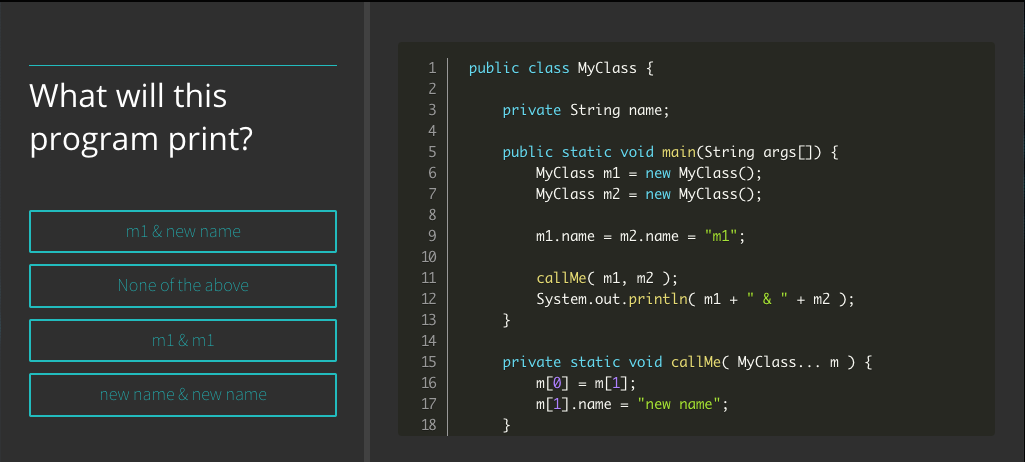 What will this
program print?
m1 & new name
None of the above
m1 & m1
new name & new name
1 public class MyClass {
2
3 private String name;
4
5 public static void main(String args[]) {
6 MyClass m1 = new MyClass();
7 MyClass m2 = new MyClass();
8
9 m1.name = m2.name = "m1";
10
11 callMe( m1, m2 );
12 System.out.println( m1 + " & " + m2 );
13 }
14
15 private static void callMe( MyClass... m ) {
16 m[0] = m[1];
17 m[1].name = "new name";
18 }